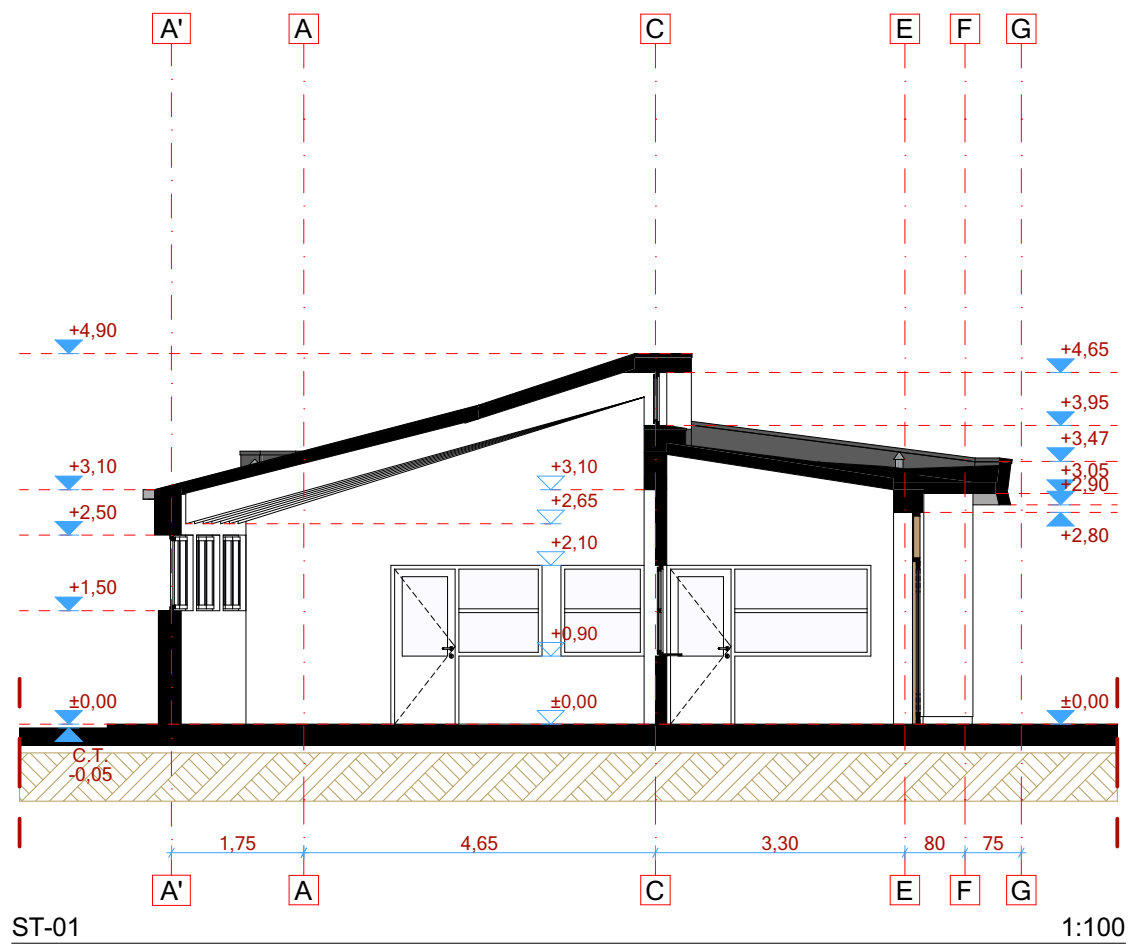 A' A C E F G
+4,90
+4,65
+3,95
+3,47
+3,10 +3,10 +3,05
+2,90
+2,65
+2,50
+2,80
+2,10
+1,50
+0,90
±0,00 ±0,00 ±0,00
C.T.
-0,05
1,75 4,65 3,30 80 75
A' A C E F G
ST-01 1:100